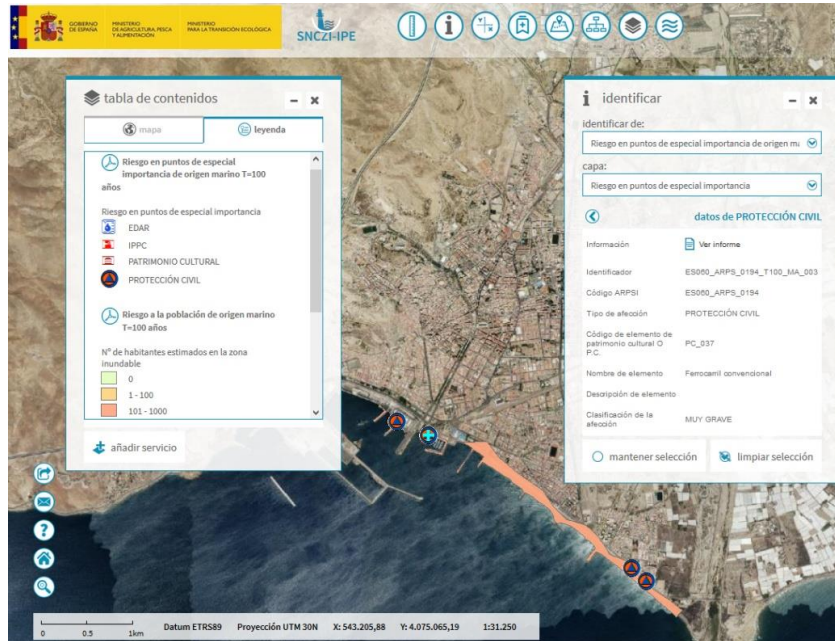 GOBIERNO
DE ESPAÑA
MINISTERIO
DE AGRICULTURA, PESCA
Y ALIMENTACIÓN
MINISTERIO
PARA LA TRANSICIÓN ECOLÓGICA
SNCZI-IPE
tabla de contenidos
mapa
leyenda
Riesgo en puntos de especial
importancia de origen marino T=100
años
Riesgo en puntos de especial importancia
EDAR
IPPC
PATRIMONIO CULTURAL
PROTECCIÓN CIVIL
Riesgo a la población de origen marino
T=100 años
Nº de habitantes estimados en la zona
inundable
0
1 - 100
101 - 1000
añadir servicio
identificar
identificar de:
Riesgo en puntos de especial importancia de origen ma
capa:
Riesgo en puntos de especial importancia
datos de PROTECCIÓN CIVIL
Información Ver informe
Identificador ES060_ARPS_0194_T100_MA_003
Código ARPSI ES060_ARPS_0194
Tipo de afección PROTECCIÓN CIVIL
Código de elemento de
patrimonio cultural O PC_037
P.C.
Nombre de elemento Ferrocarril convencional
Descripción de elemento
Clasificación de la
afección MUY GRAVE
mantener selección
limpiar selección
0 0.5 1km Datum ETRS89 Proyección UTM 30N X: 543.205,88 Y: 4.075.065,19 1:31.250